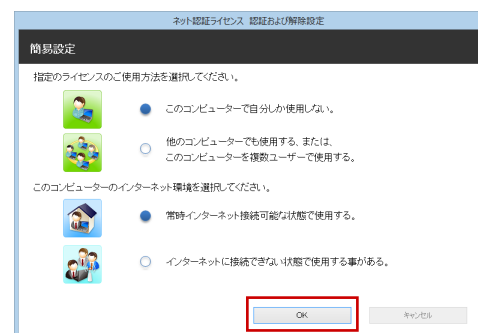 ネット認証ライセンス 認証および解除設定
簡易設定
指定のライセンスのご使用方法を選択してください。
このコンピューターで自分しか使用しない。
他のコンピューターでも使用する、または、
このコンピューターを複数ユーザーで使用する。
このコンピューターのインターネット環境を選択してください。
常時インターネット接続可能な状態で使用する。
インターネットに接続できない状態で使用する事がある。
OK
キャンセル